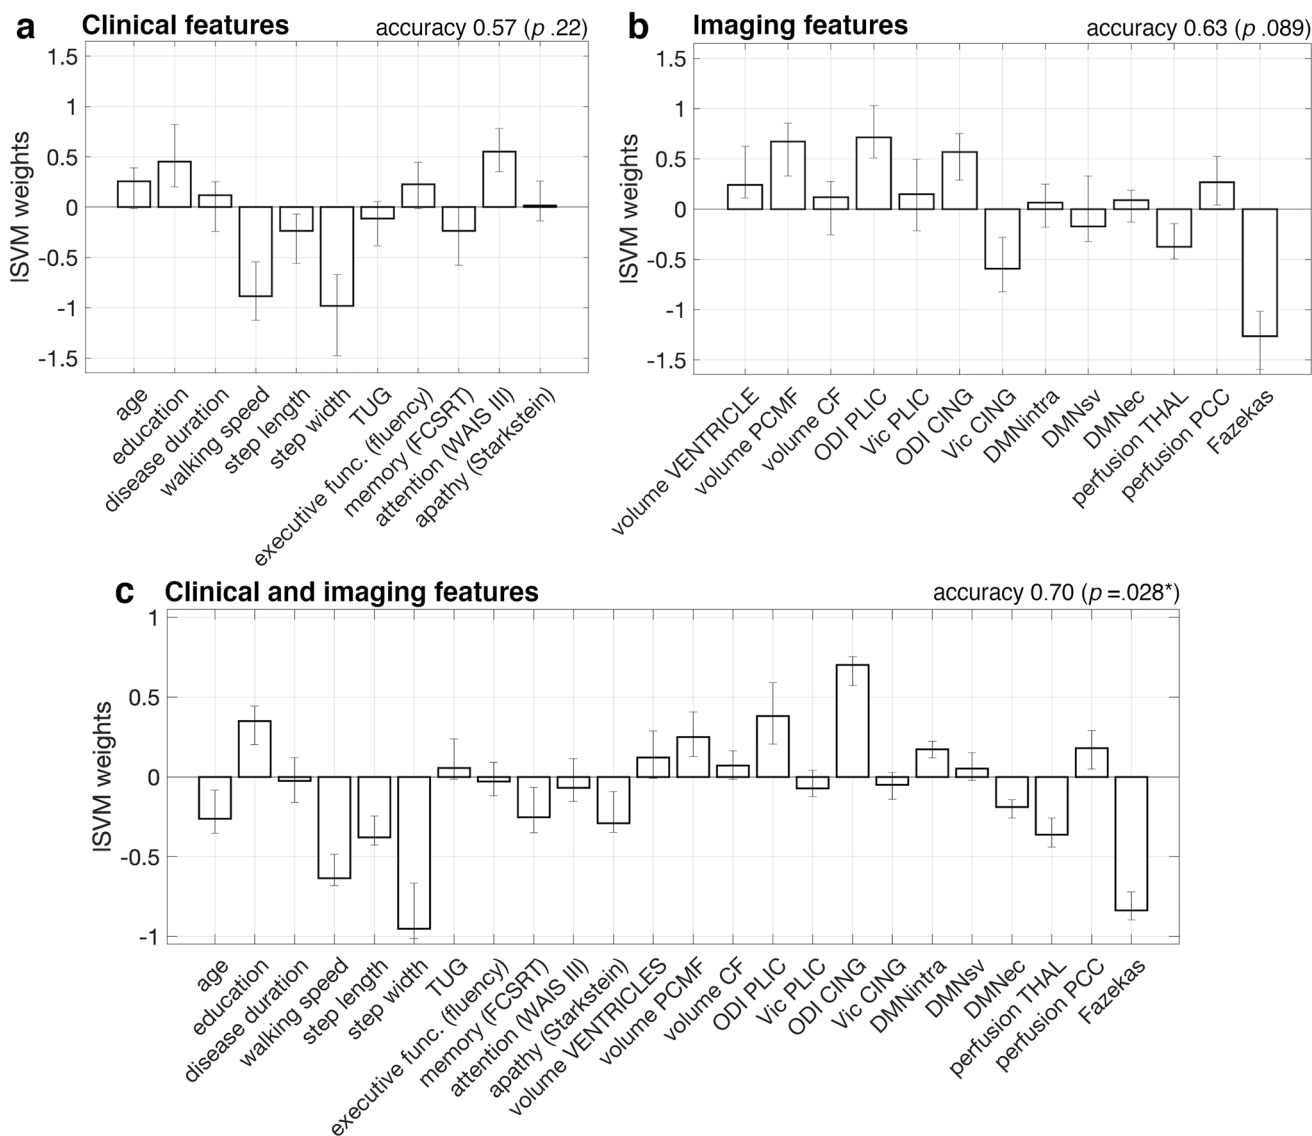 a Clinical features accuracy 0.57 (p .22)
1.5
1
0.5
0
-0.5
-1
-1.5
lSVM weights
age
education
disease duration
walking speed
step length
step width
TUG
executive func. (fluency)
memory (FCSRT)
attention (WAIS III)
apathy (Starkstein)
b Imaging features accuracy 0.63 (p .089)
1.5
1
0.5
0
-0.5
-1
-1.5
lSVM weights
volume VENTRICLE
volume PCMF
volume CF
ODI PLIC
Vic PLIC
ODI CING
Vic CING
DMNintra
DMNsv
DMNec
perfusion THAL
perfusion PCC
Fazekas
c Clinical and imaging features accuracy 0.70 (p =.028*)
1
0.5
0
-0.5
-1
lSVM weights
age
education
disease duration
walking speed
step length
step width
TUG
executive func. (fluency)
memory (FCSRT)
attention (WAIS III)
apathy (Starkstein)
volume VENTRICLES
volume PCMF
volume CF
ODI PLIC
Vic PLIC
ODI CING
Vic CING
DMNintra
DMNsv
DMNec
perfusion THAL
perfusion PCC
Fazekas